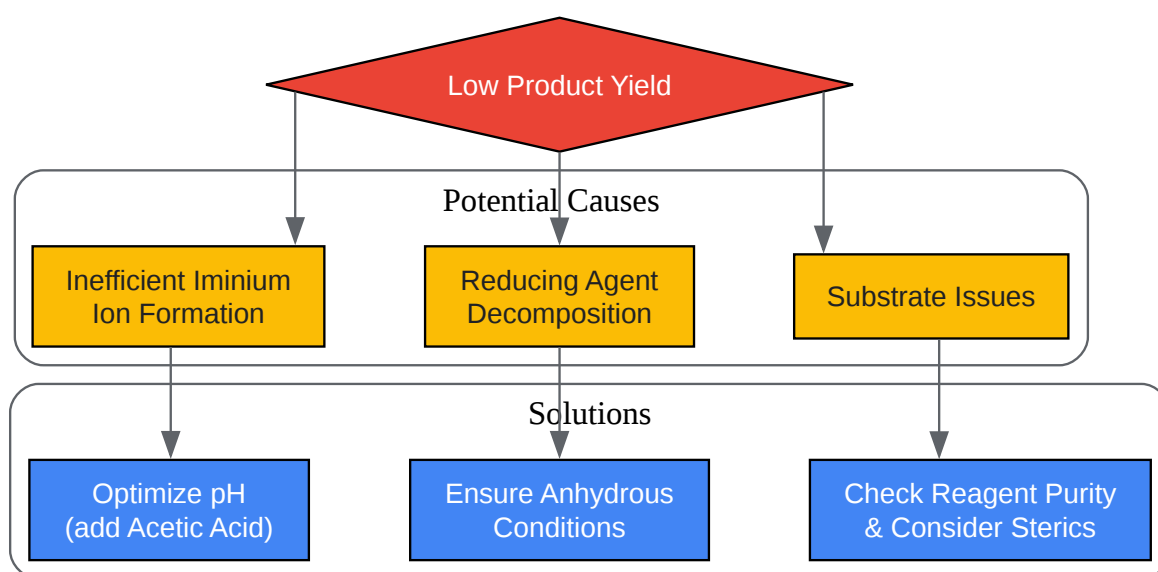 Low Product Yield
Potential Causes
Inefficient Iminium
Ion Formation
Reducing Agent
Decomposition
Substrate Issues
Solutions
Optimize pH
(add Acetic Acid)
Ensure Anhydrous
Conditions
Check Reagent Purity
& Consider Sterics